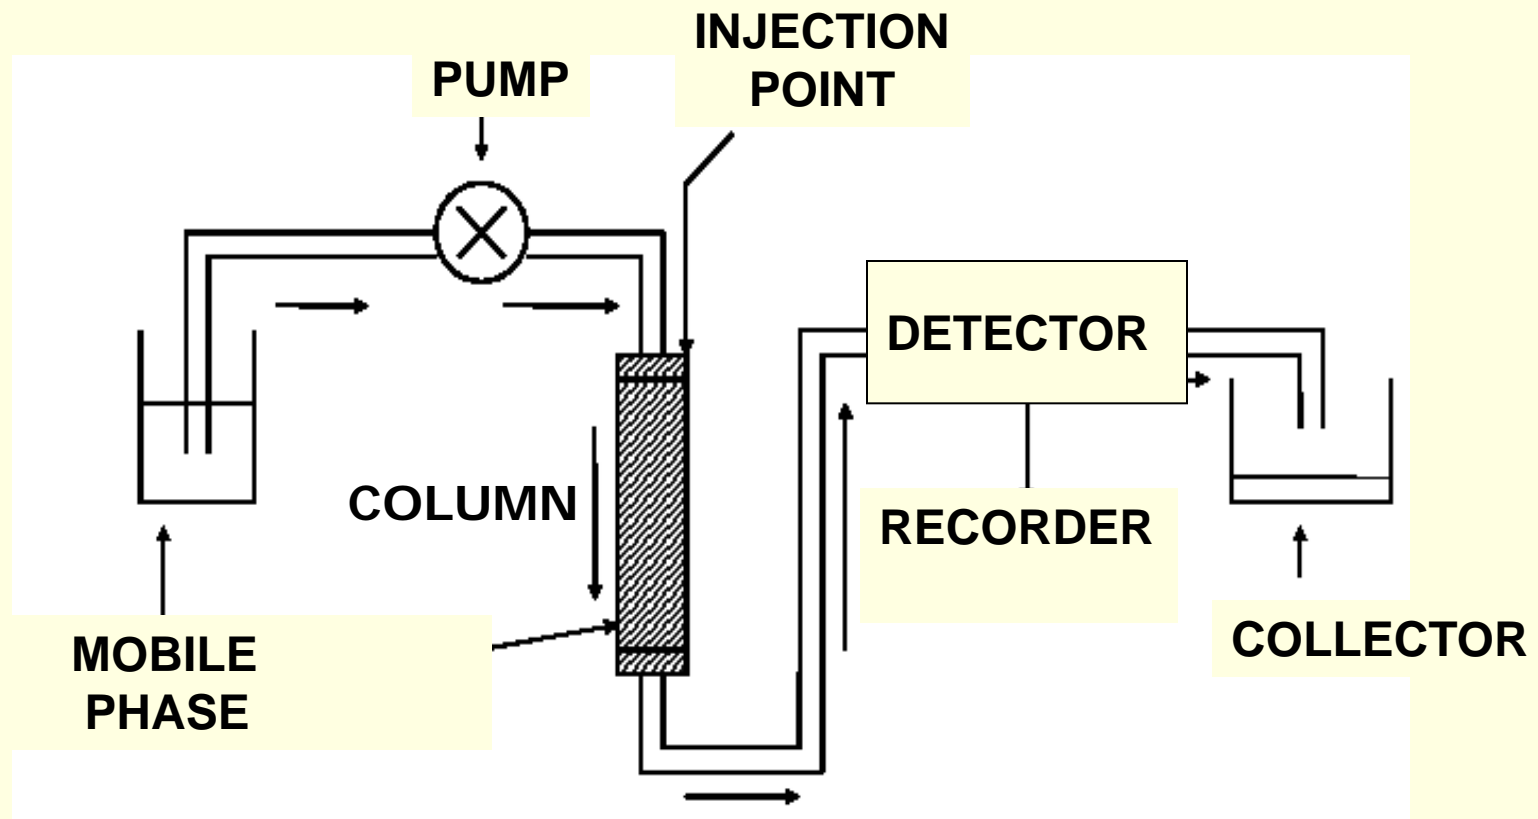 INJECTION
POINT
PUMP
DETECTOR
COLUMN
RECORDER
COLLECTOR
MOBILE
PHASE